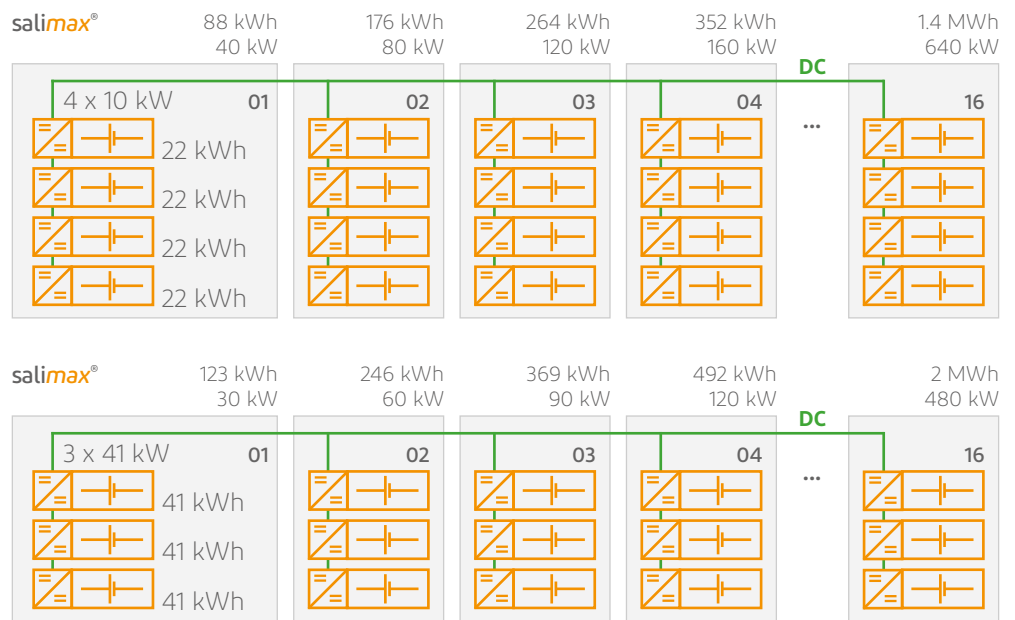 salimax®
88 kWh 176 kWh 264 kWh 352 kWh 1.4 MWh
40 kW 80 kW 120 kW 160 kW 640 kW
DC
4 x 10 kW 01 02 03 04 16
...
22 kWh
22 kWh
22 kWh
22 kWh
salimax®
123 kWh 246 kWh 369 kWh 492 kWh 2 MWh
30 kW 60 kW 90 kW 120 kW 480 kW
DC
3 x 41 kW 01 02 03 04 16
...
41 kWh
41 kWh
41 kWh